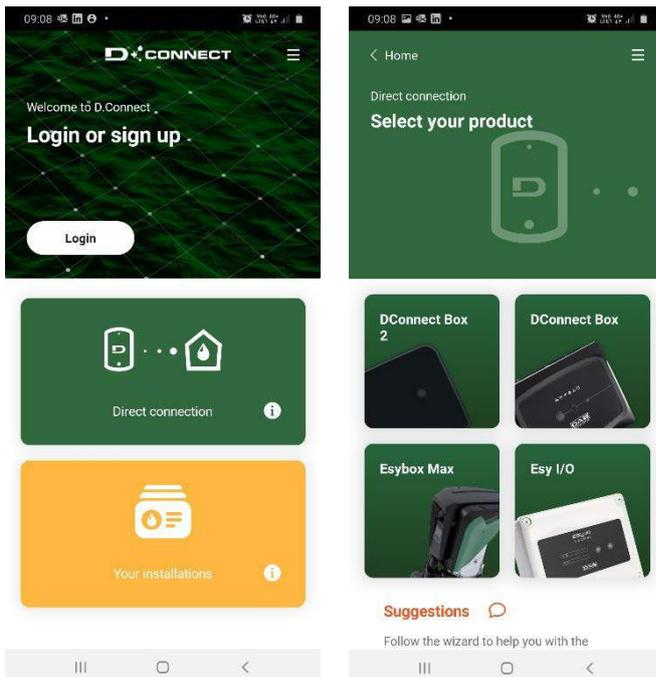 09:08
D CONNECT
Welcome to D.Connect
Login or sign up
Login
D
Direct connection
Your installations
09:08
Home
Direct connection
Select your product
D
DConnect Box
2
DConnect Box
DAB
Esybox Max
Esy I/O
DAB
Suggestions
Follow the wizard to help you with the